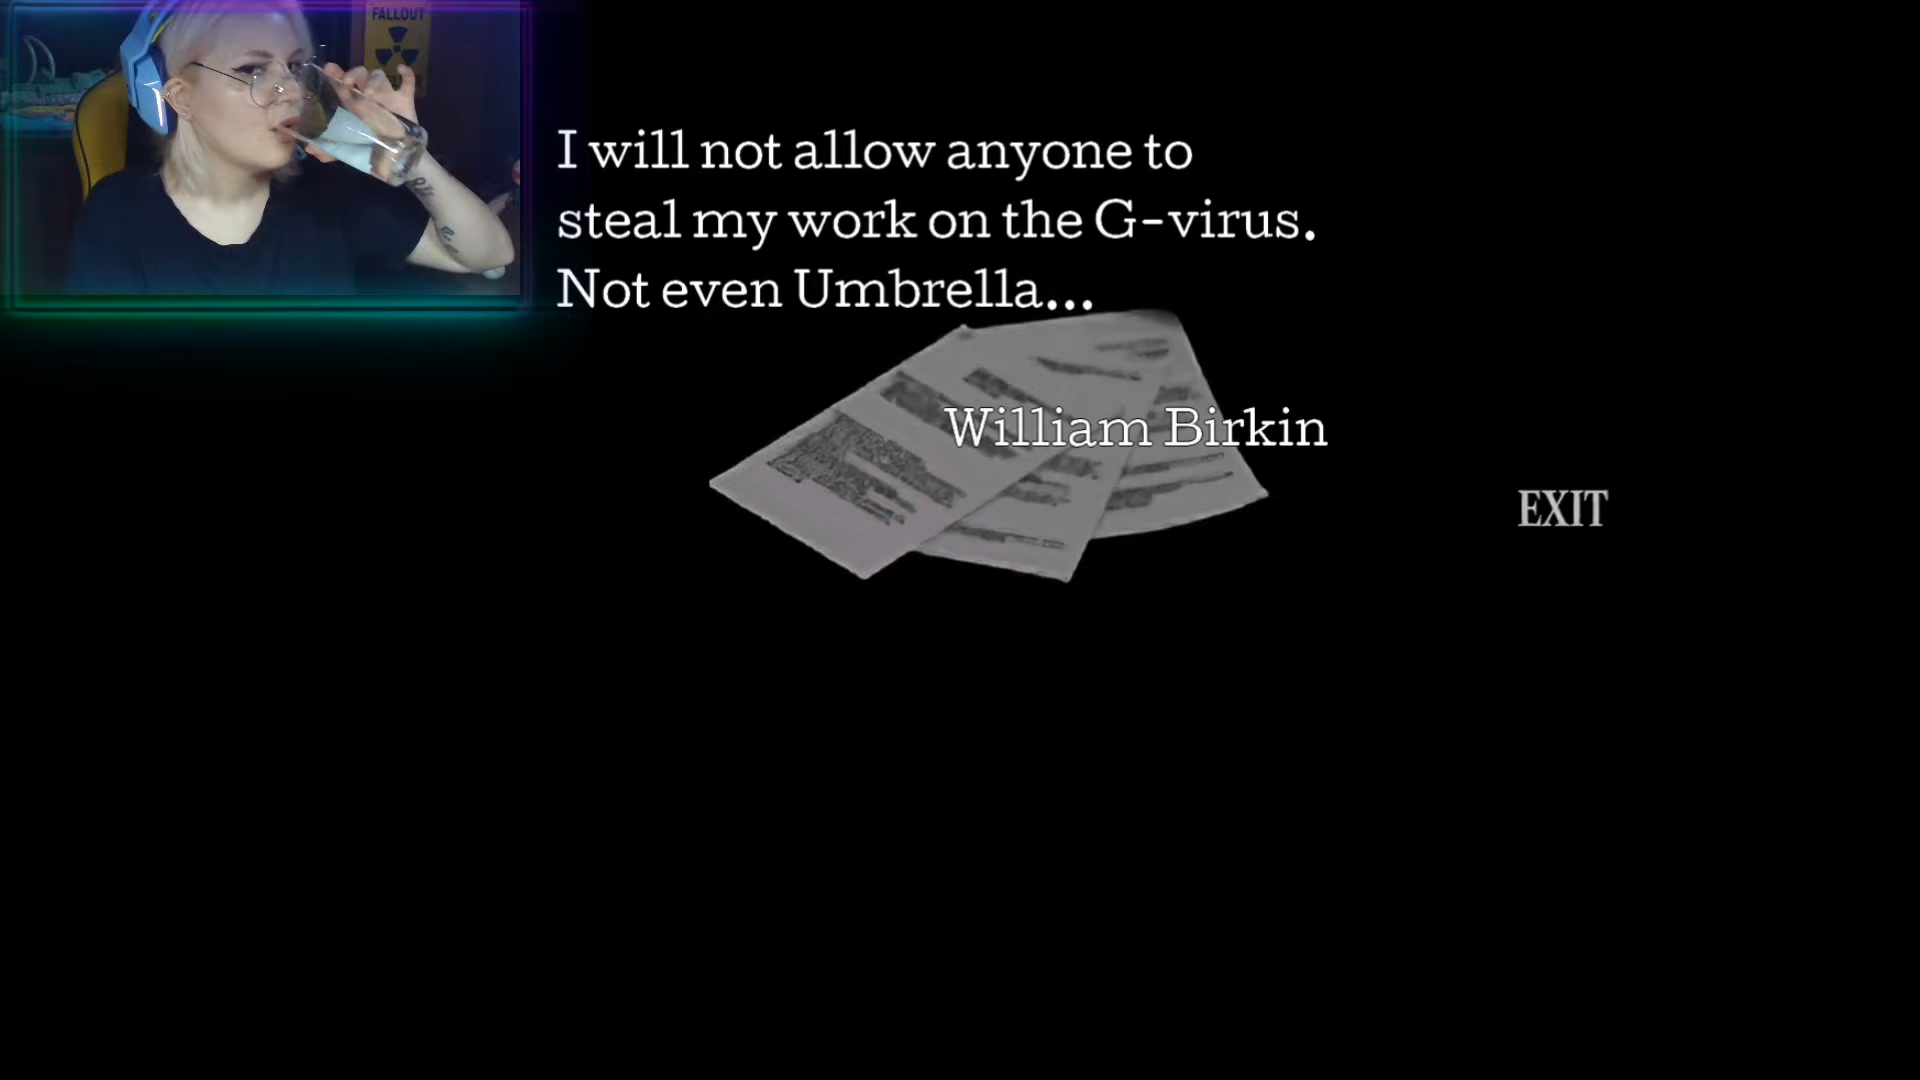 FALLOUT
I will not allow anyone to
steal my work on the G-virus.
Not even Umbrella...
William Birkin
EXIT